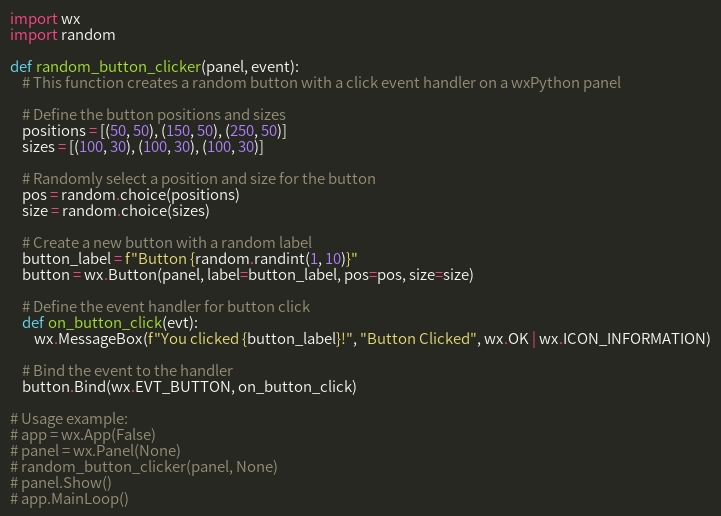 import wx
import random

def random_button_clicker(panel, event):
    # This function creates a random button with a click event handler on a wxPython panel

    # Define the button positions and sizes
    positions = [(50, 50), (150, 50), (250, 50)]
    sizes = [(100, 30), (100, 30), (100, 30)]

    # Randomly select a position and size for the button
    pos = random.choice(positions)
    size = random.choice(sizes)

    # Create a new button with a random label
    button_label = f"Button {random.randint(1, 10)}"
    button = wx.Button(panel, label=button_label, pos=pos, size=size)

    # Define the event handler for button click
    def on_button_click(evt):
        wx.MessageBox(f"You clicked {button_label}!", "Button Clicked", wx.OK | wx.ICON_INFORMATION)

    # Bind the event to the handler
    button.Bind(wx.EVT_BUTTON, on_button_click)

# Usage example:
# app = wx.App(False)
# panel = wx.Panel(None)
# random_button_clicker(panel, None)
# panel.Show()
# app.MainLoop()